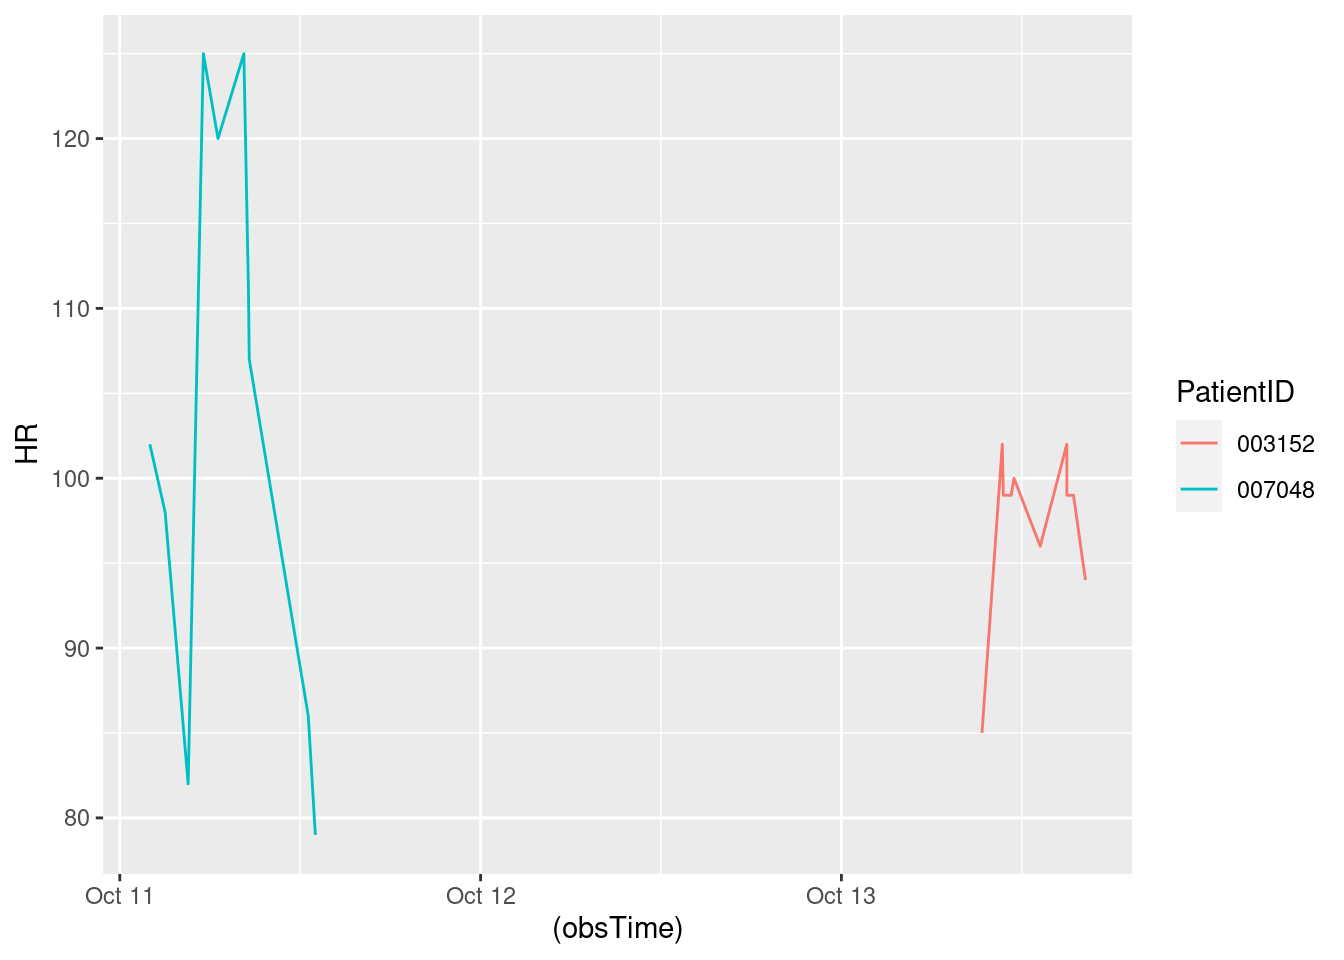 120
110
100
90
80
HR
Oct 11
Oct 12
Oct 13
(obsTime)
PatientID
003152
007048